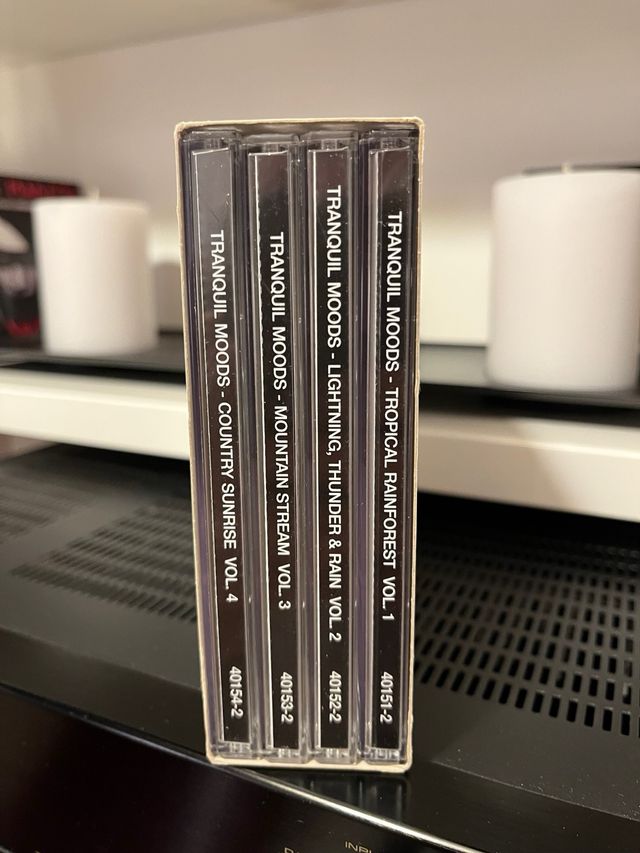 TRANQUIL MOODS - COUNTRY SUNRISE VOL. 4 40154-2
TRANQUIL MOODS - MOUNTAIN STREAM VOL. 3 40153-2
TRANQUIL MOODS - LIGHTNING, THUNDER & RAIN VOL. 2 40152-2
TRANQUIL MOODS - TROPICAL RAINFOREST VOL. 1 40151-2